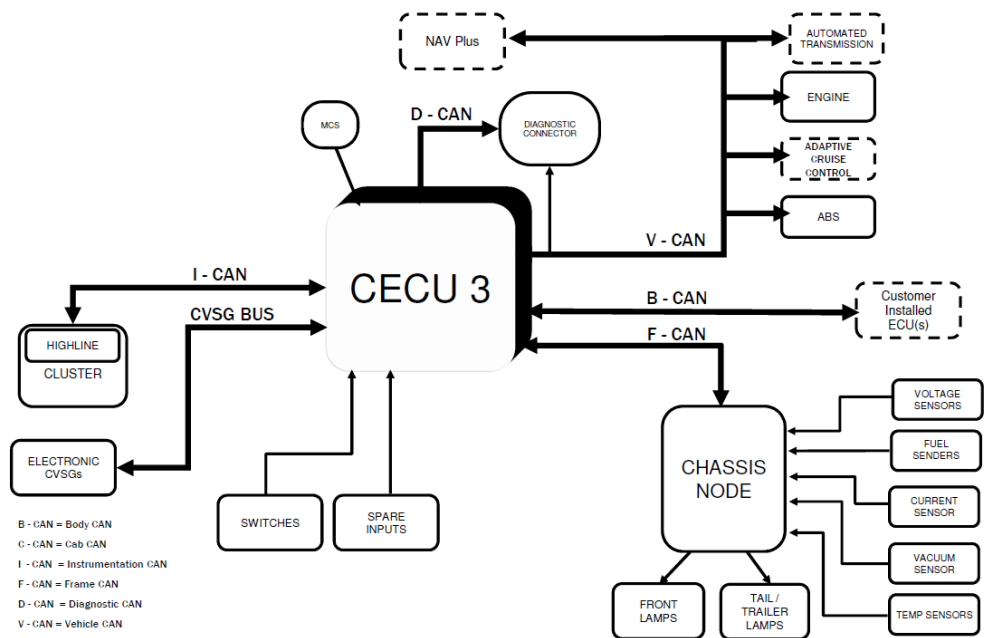 NAV Plus
AUTOMATED
TRANSMISSION
ENGINE
ADAPTIVE
CRUISE
CONTROL
ABS
MCS
D - CAN
DIAGNOSTIC
CONNECTOR
V - CAN
CECU 3
I - CAN
CVSG BUS
HIGHLINE
CLUSTER
ELECTRONIC
CVSGs
B - CAN
Customer
Installed
ECU(s)
F - CAN
CHASSIS
NODE
VOLTAGE
SENSORS
FUEL
SENDERS
CURRENT
SENSOR
VACUUM
SENSOR
TEMP SENSORS
SWITCHES
SPARE
INPUTS
FRONT
LAMPS
TAIL /
TRAILER
LAMPS
B - CAN = Body CAN
C - CAN = Cab CAN
I - CAN = Instrumentation CAN
F - CAN = Frame CAN
D - CAN = Diagnostic CAN
V - CAN = Vehicle CAN